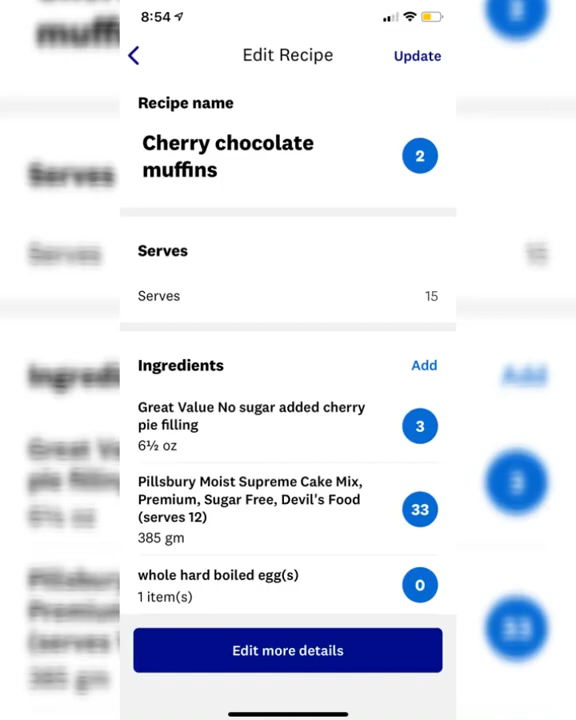 8:54
Edit Recipe
Update
Recipe name
Cherry chocolate
muffins
2
Serves
Serves
15
Ingredients
Add
Great Value No sugar added cherry
pie filling
6½ oz
3
Pillsbury Moist Supreme Cake Mix,
Premium, Sugar Free, Devil's Food
(serves 12)
385 gm
33
whole hard boiled egg(s)
1 item(s)
0
Edit more details